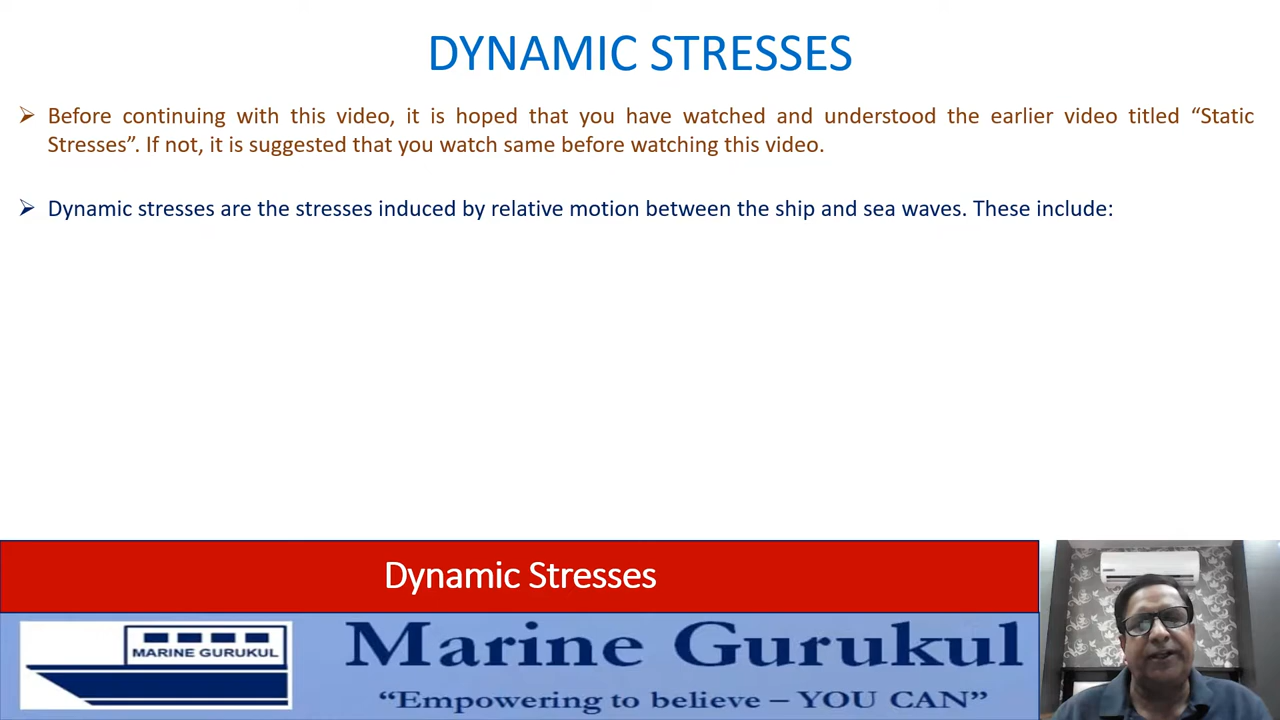 DYNAMIC STRESSES
➢ Before continuing with this video, it is hoped that you have watched and understood the earlier video titled “Static
Stresses”. If not, it is suggested that you watch same before watching this video.
➢ Dynamic stresses are the stresses induced by relative motion between the ship and sea waves. These include:
Dynamic Stresses
MARINE GURUKUL
Marine Gurukul
“Empowering to believe – YOU CAN”